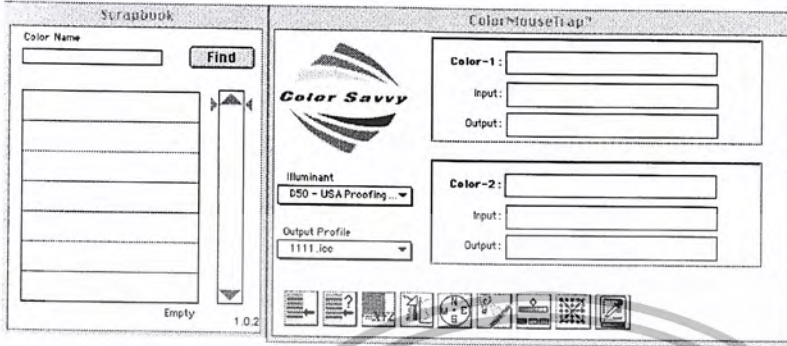 Scrapbook
Color Name
Find
Empty
1.0.2
ColorMouseTrap™
Color Savvy
Illuminant
D50 - USA Proofing...
Output Profile
1111.icc
Color-1:
Input:
Output:
Color-2:
Input:
Output:
?
XYZ
N
W
E
S